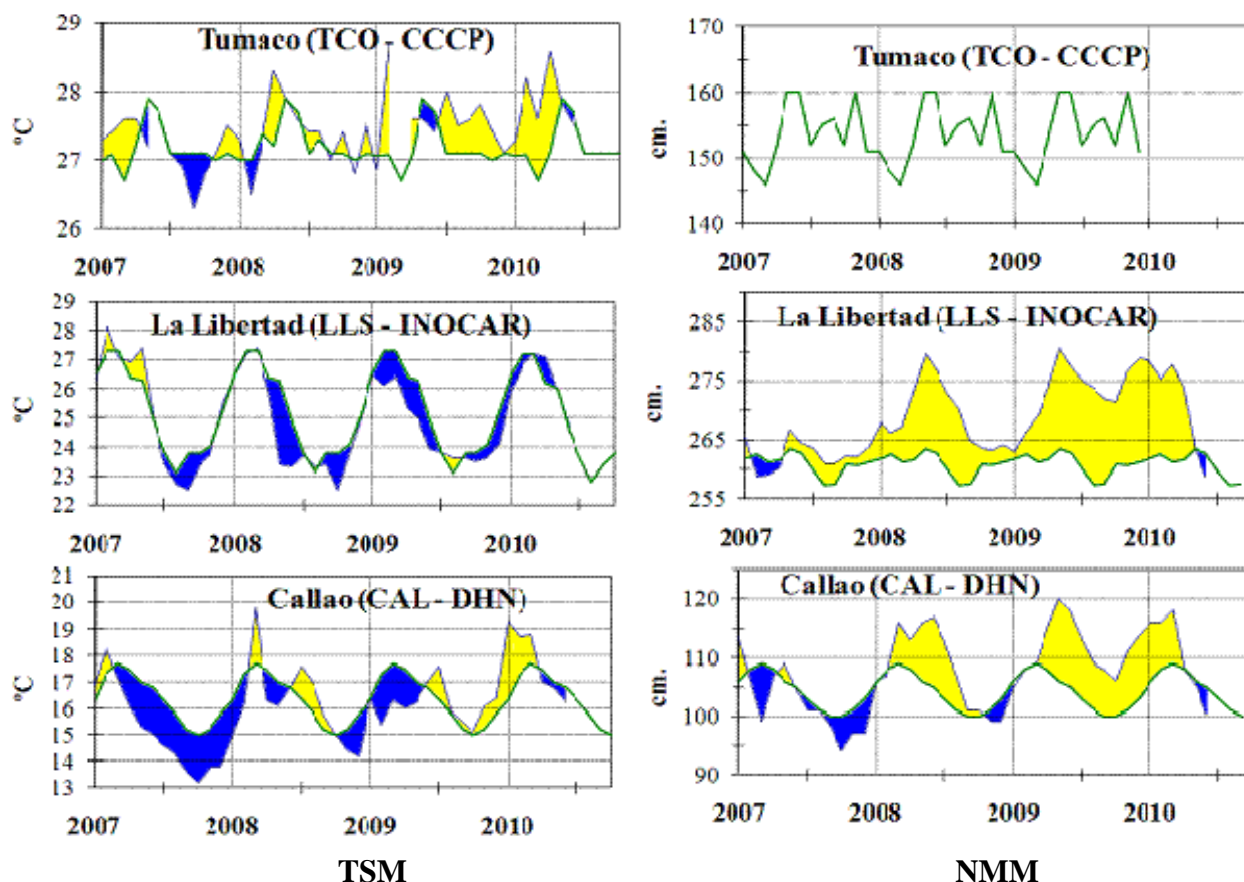 Tumaco (TCO - CCCP)
°C
29
28
27
26
2007 2008 2009 2010
Tumaco (TCO - CCCP)
cm.
170
160
150
140
2007 2008 2009 2010
La Libertad (LLS - INOCAR)
°C
29
28
27
26
25
24
23
22
2007 2008 2009 2010
La Libertad (LLS - INOCAR)
cm.
285
275
265
255
2007 2008 2009 2010
Callao (CAL - DHN)
°C
21
20
19
18
17
16
15
14
13
2007 2008 2009 2010
TSM
Callao (CAL - DHN)
cm.
120
110
100
90
2007 2008 2009 2010
NMM